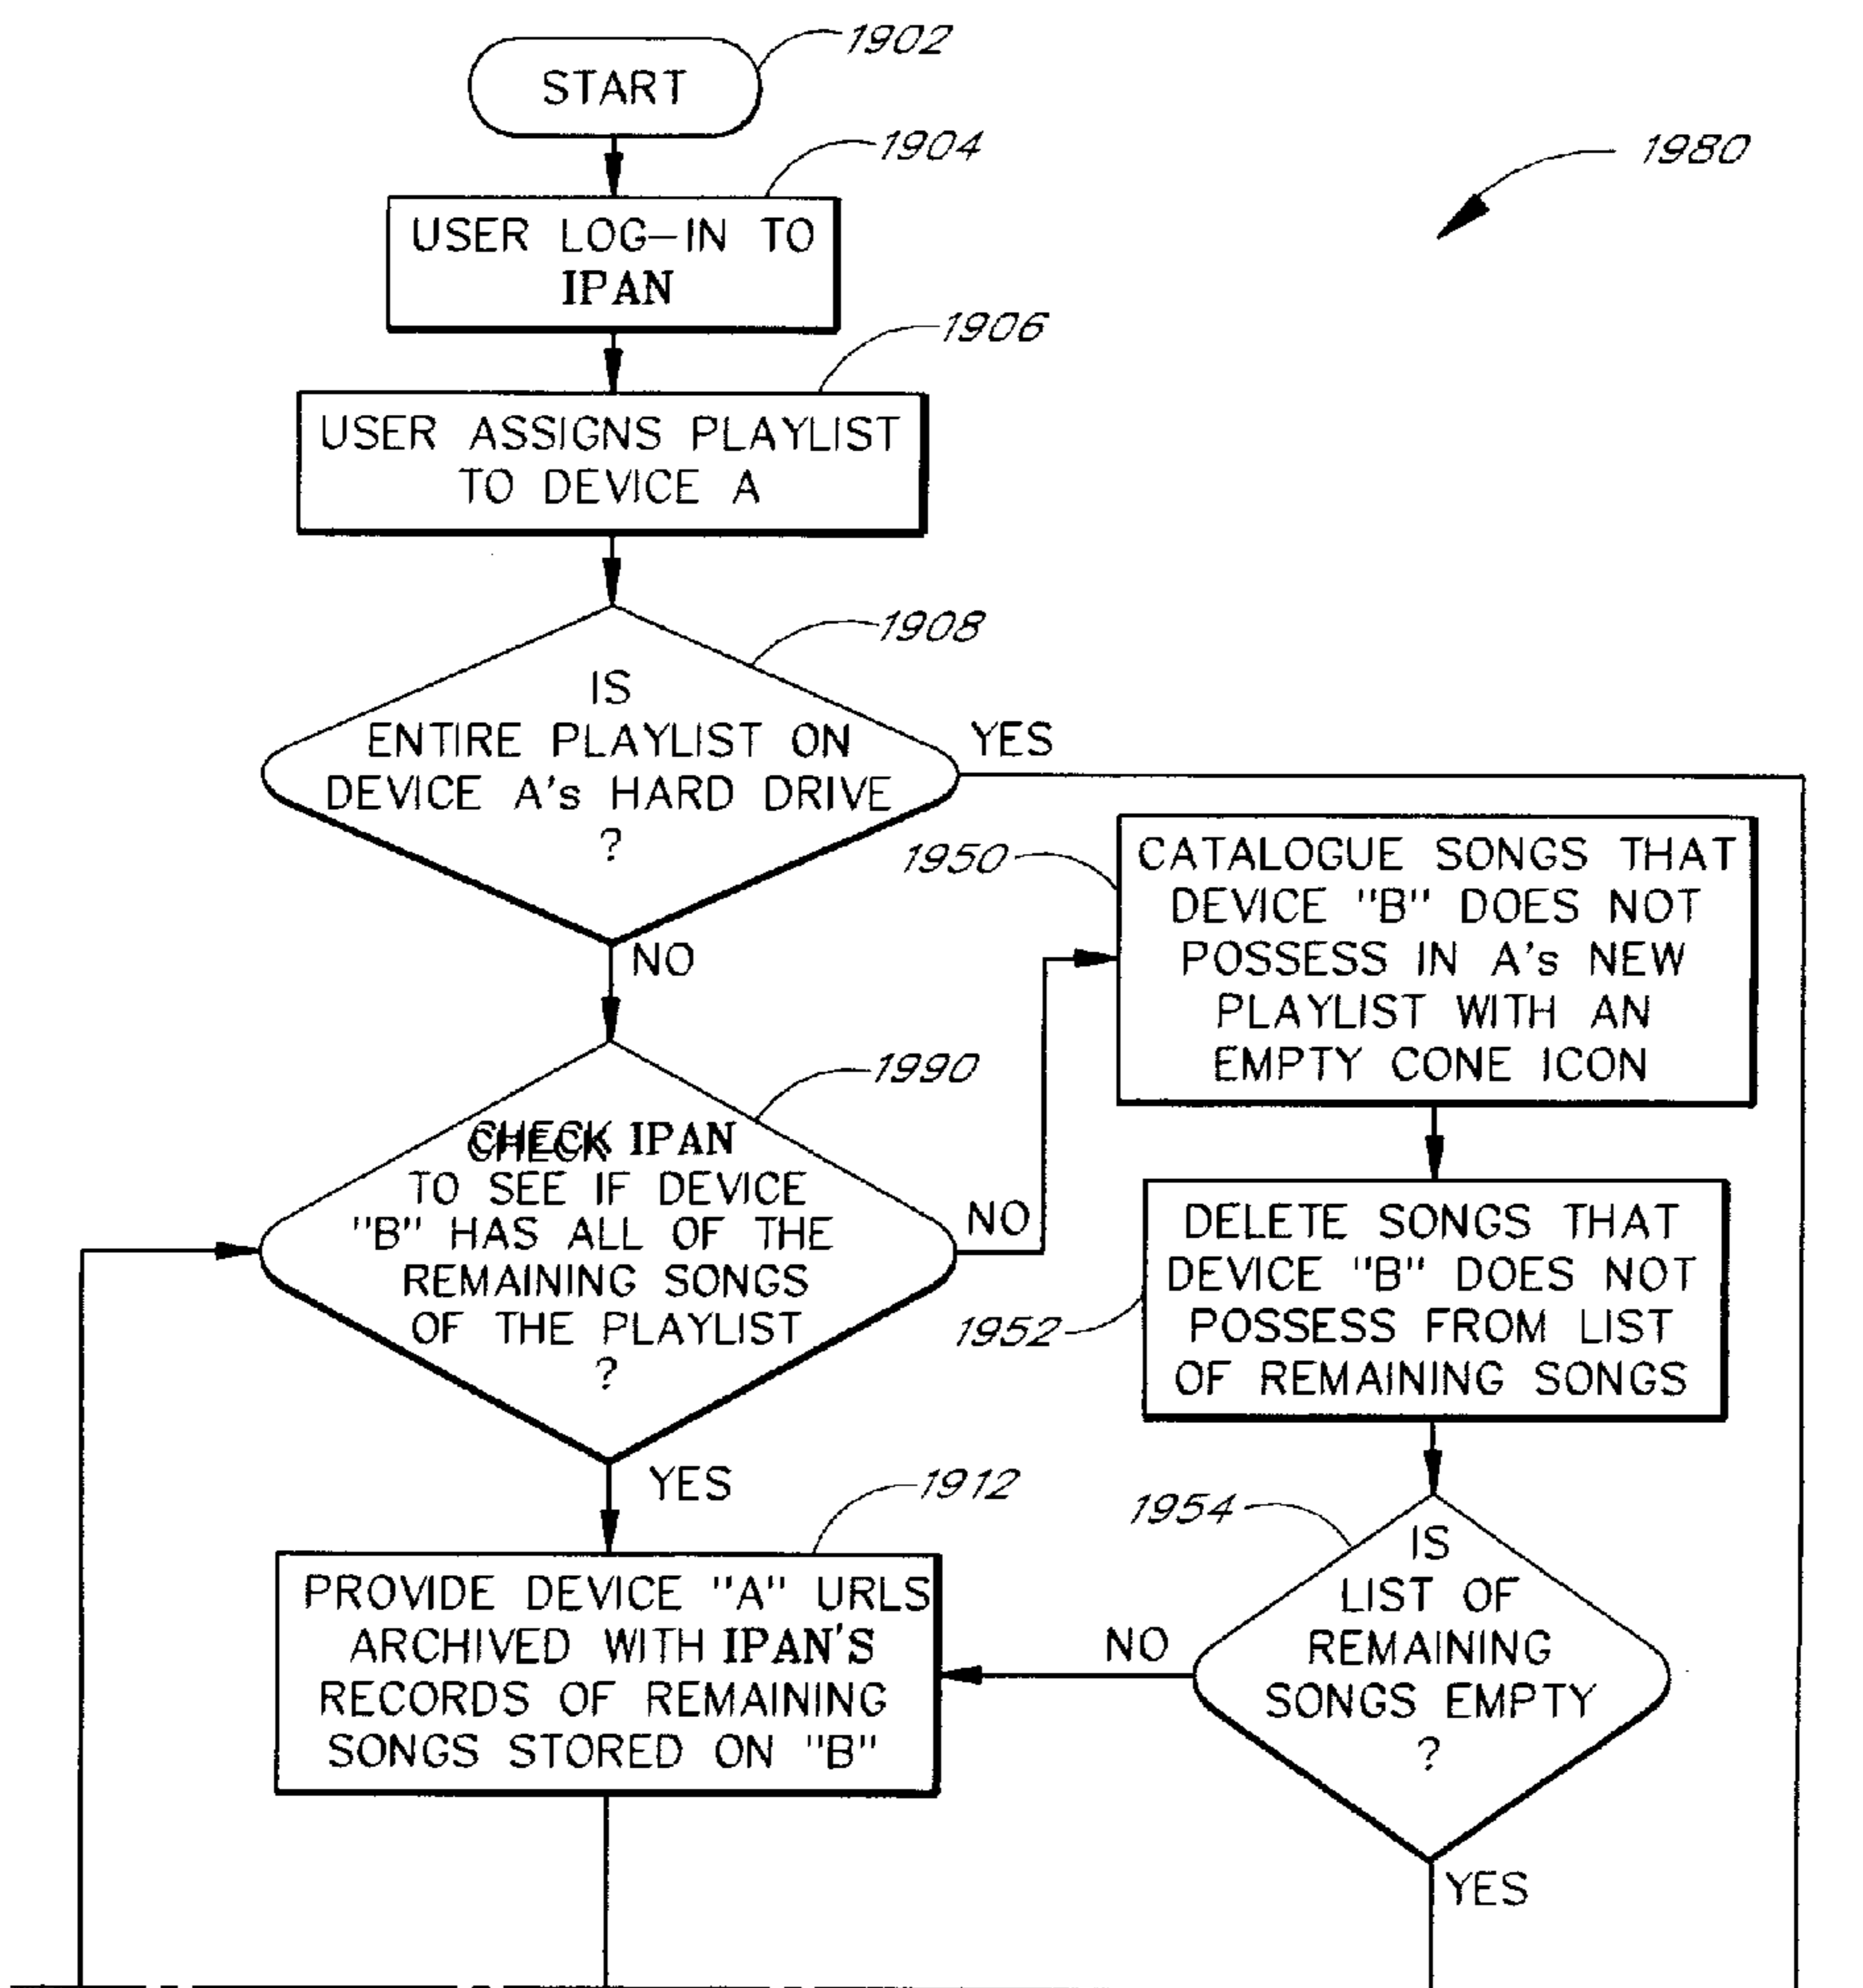 START
1902
1904
USER LOG-IN TO
IPAN
1980
1906
USER ASSIGNS PLAYLIST
TO DEVICE A
1908
IS
ENTIRE PLAYLIST ON
DEVICE A's HARD DRIVE
?
YES
NO
1950
CATALOGUE SONGS THAT
DEVICE "B" DOES NOT
POSSESS IN A's NEW
PLAYLIST WITH AN
EMPTY CONE ICON
1990
CHECK IPAN
TO SEE IF DEVICE
"B" HAS ALL OF THE
REMAINING SONGS
OF THE PLAYLIST
?
NO
YES
1952
DELETE SONGS THAT
DEVICE "B" DOES NOT
POSSESS FROM LIST
OF REMAINING SONGS
1912
PROVIDE DEVICE "A" URLS
ARCHIVED WITH IPAN'S
RECORDS OF REMAINING
SONGS STORED ON "B"
1954
IS
LIST OF
REMAINING
SONGS EMPTY
?
NO
YES